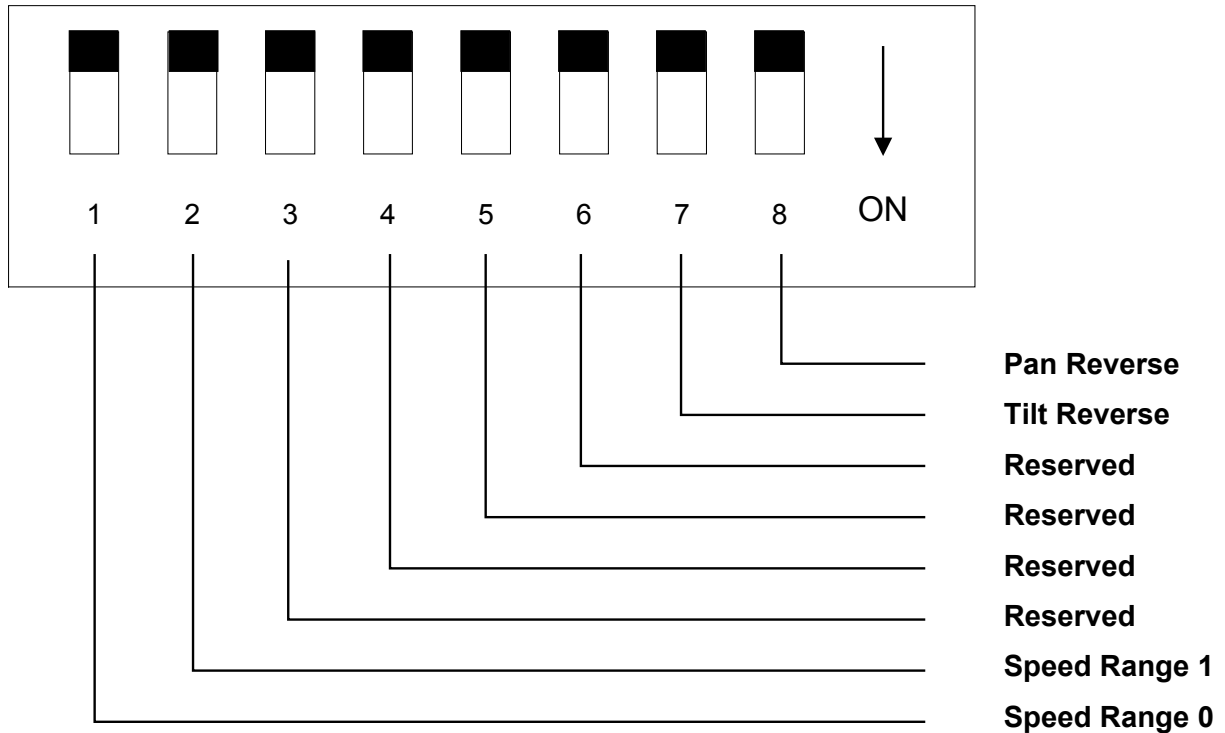 1 2 3 4 5 6 7 8 ON
Pan Reverse
Tilt Reverse
Reserved
Reserved
Reserved
Reserved
Speed Range 1
Speed Range 0